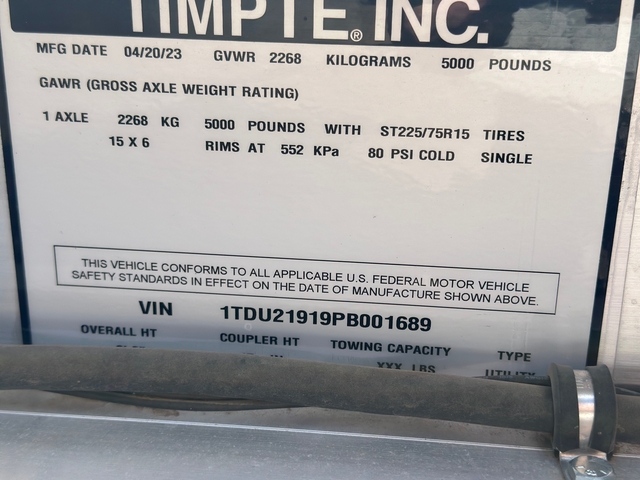 TIMPTE, INC.
MFG DATE 04/20/23 GVWR 2268 KILOGRAMS 5000 POUNDS
GAWR (GROSS AXLE WEIGHT RATING)
1 AXLE 2268 KG 5000 POUNDS WITH ST225/75R15 TIRES
15 X 6 RIMS AT 552 KPa 80 PSI COLD SINGLE
THIS VEHICLE CONFORMS TO ALL APPLICABLE U.S. FEDERAL MOTOR VEHICLE
SAFETY STANDARDS IN EFFECT ON THE DATE OF MANUFACTURE SHOWN ABOVE.
VIN 1TDU21919PB001689
OVERALL HT COUPLER HT TOWING CAPACITY TYPE
XXX LBS UTILITY